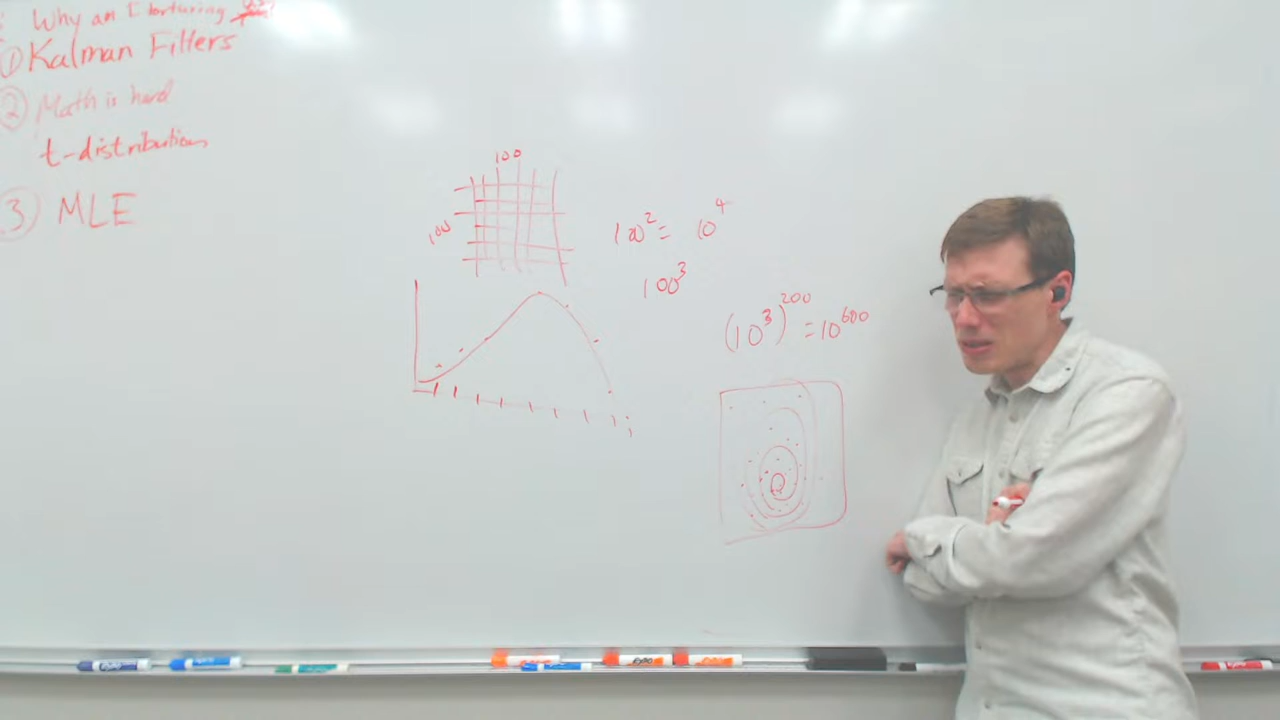 Why am I torturing
① Kalman Filters
② Math is hard
t-distribution
③ MLE
100
100
100² = 10⁴
100³
(10³)²⁰⁰ = 10⁶⁰⁰